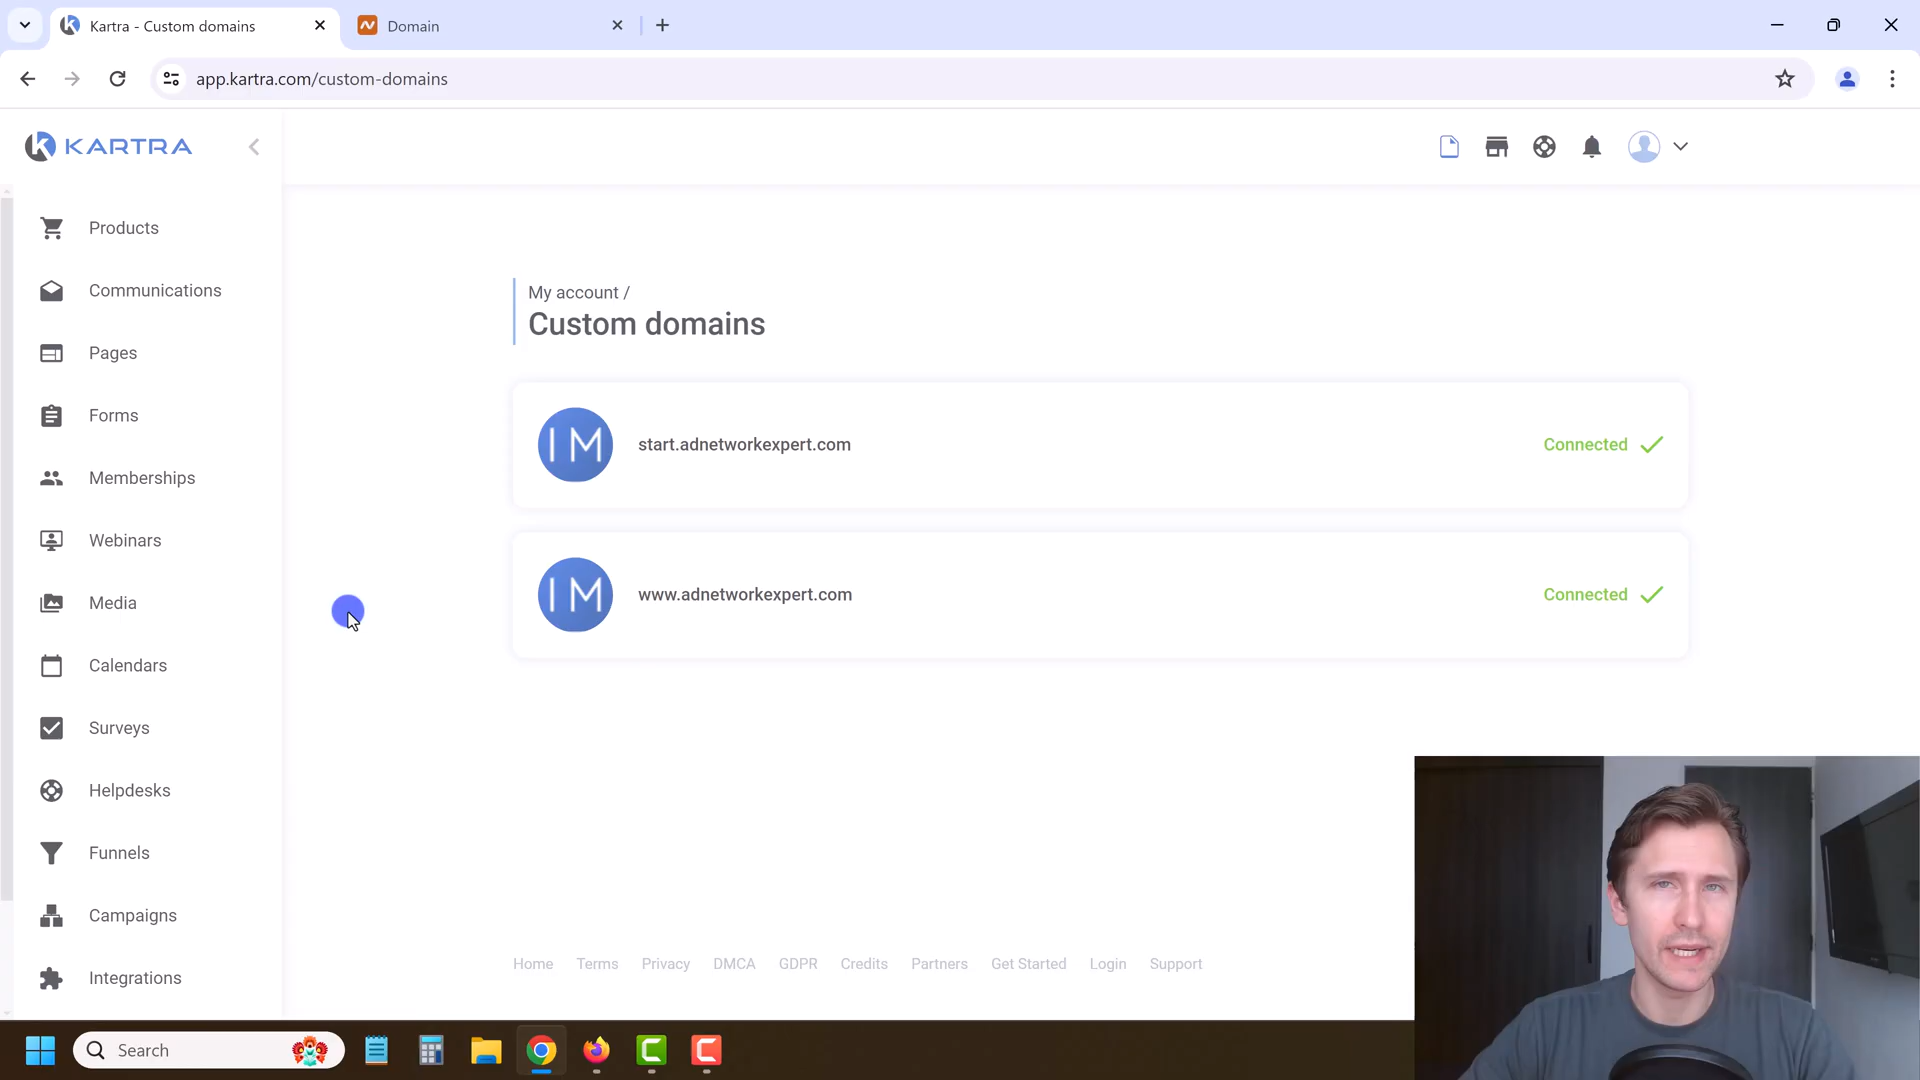 Kartra - Custom domains
Domain
app.kartra.com/custom-domains
KARTRA
Products
Communications
Pages
Forms
Memberships
Webinars
Media
Calendars
Surveys
Helpdesks
Funnels
Campaigns
Integrations
My account /
Custom domains
IM
start.adnetworkexpert.com
Connected
IM
www.adnetworkexpert.com
Connected
Home Terms Privacy DMCA GDPR Credits Partners Get Started Login Support
Search